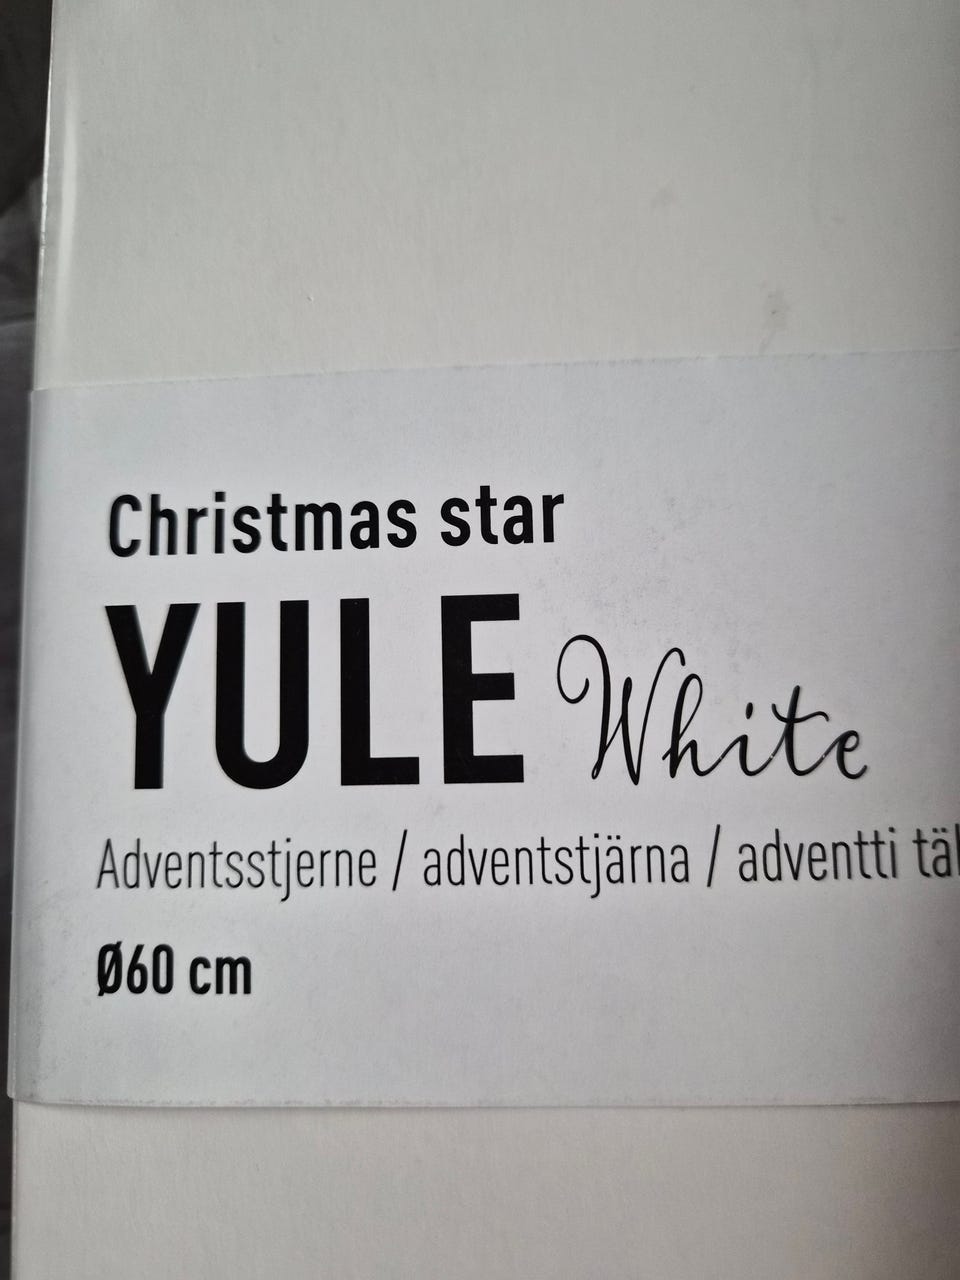 Christmas star
YULE White
Adventsstjerne / adventstjärna / adventti
Ø60 cm